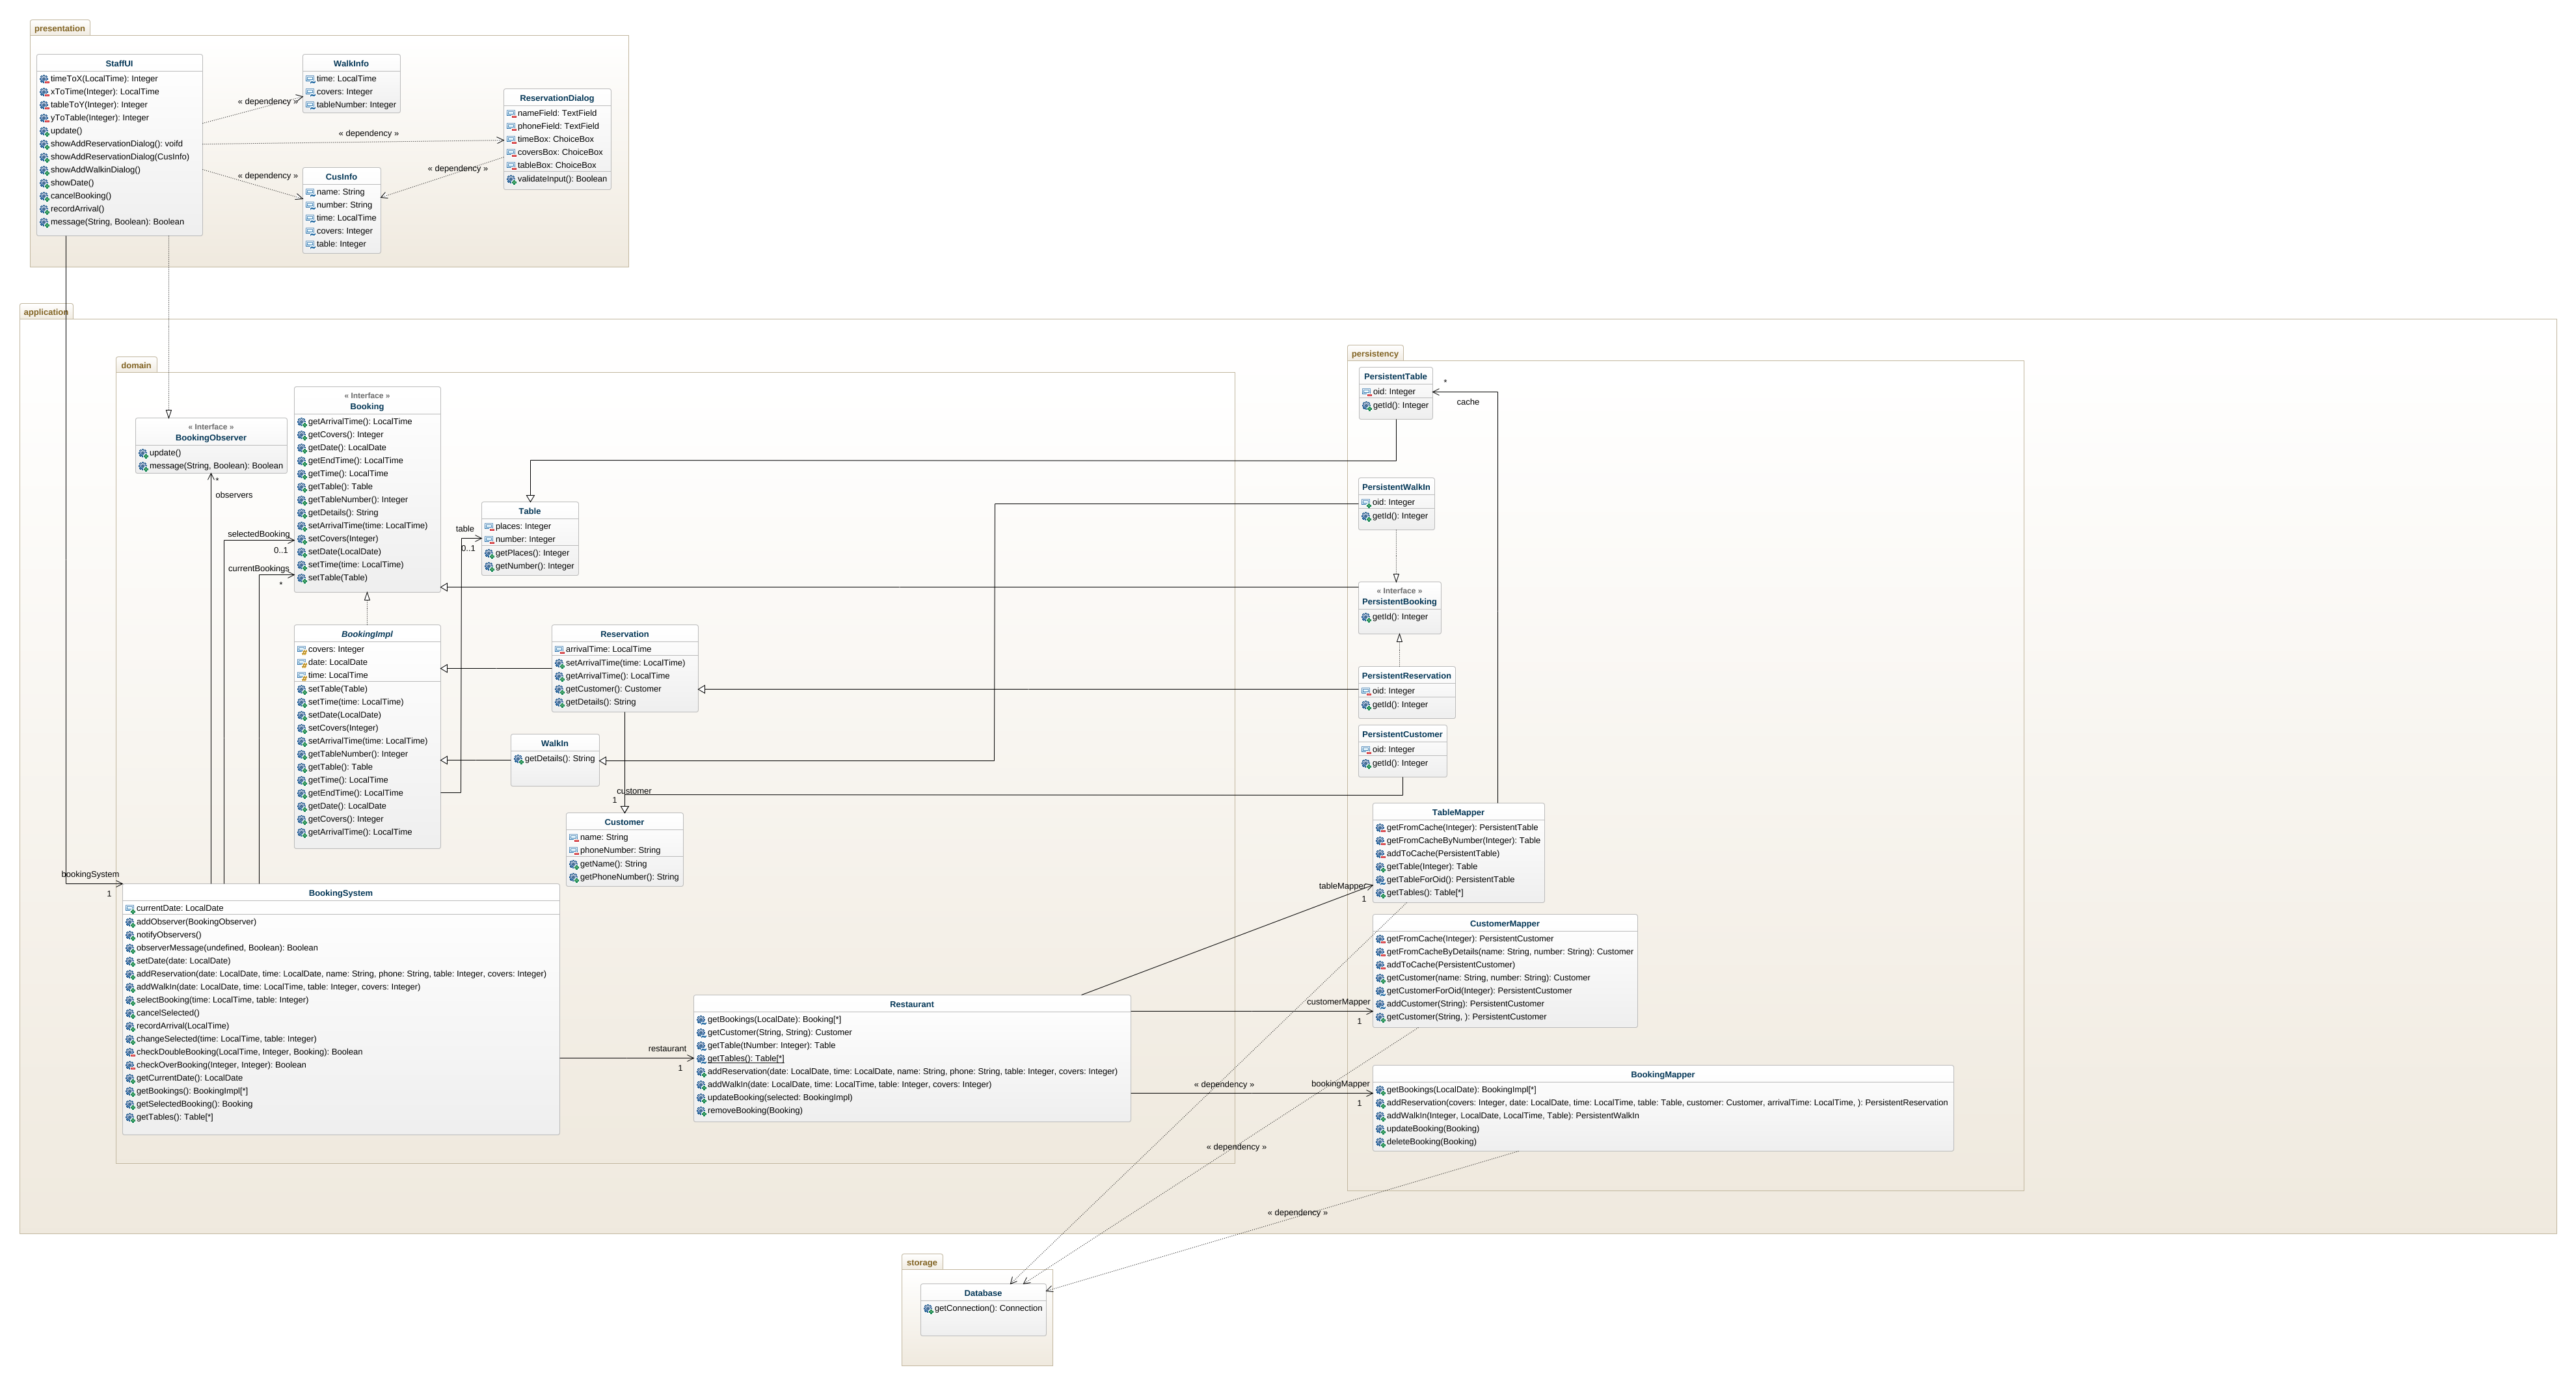 presentation
StaffUI
timeToX(LocalTime): Integer
xToTime(Integer): LocalTime
tableToY(Integer): Integer
yToTable(Integer): Integer
update()
showAddReservationDialog(): voifd
showAddReservationDialog(CusInfo)
showAddWalkinDialog()
showDate()
cancelBooking()
recordArrival()
message(String, Boolean): Boolean
WalkInfo
time: LocalTime
covers: Integer
tableNumber: Integer
« dependency »
« dependency »
« dependency »
« dependency »
CusInfo
name: String
number: String
time: LocalTime
covers: Integer
table: Integer
ReservationDialog
nameField: TextField
phoneField: TextField
timeBox: ChoiceBox
coversBox: ChoiceBox
tableBox: ChoiceBox
validateInput(): Boolean
application
domain
« Interface »
BookingObserver
update()
message(String, Boolean): Boolean
*
observers
« Interface »
Booking
getArrivalTime(): LocalTime
getCovers(): Integer
getDate(): LocalDate
getEndTime(): LocalTime
getTime(): LocalTime
getTable(): Table
getTableNumber(): Integer
getDetails(): String
setArrivalTime(time: LocalTime)
setCovers(Integer)
setDate(LocalDate)
setTime(time: LocalTime)
setTable(Table)
selectedBooking
0..1
currentBookings
*
table
0..1
Table
places: Integer
number: Integer
getPlaces(): Integer
getNumber(): Integer
BookingImpl
covers: Integer
date: LocalDate
time: LocalTime
setTable(Table)
setTime(time: LocalTime)
setDate(LocalDate)
setCovers(Integer)
setArrivalTime(time: LocalTime)
getTableNumber(): Integer
getTable(): Table
getTime(): LocalTime
getEndTime(): LocalTime
getDate(): LocalDate
getCovers(): Integer
getArrivalTime(): LocalTime
Reservation
arrivalTime: LocalTime
setArrivalTime(time: LocalTime)
getArrivalTime(): LocalTime
getCustomer(): Customer
getDetails(): String
WalkIn
getDetails(): String
customer
1
Customer
name: String
phoneNumber: String
getName(): String
getPhoneNumber(): String
bookingSystem
1
BookingSystem
currentDate: LocalDate
addObserver(BookingObserver)
notifyObservers()
observerMessage(undefined, Boolean): Boolean
setDate(date: LocalDate)
addReservation(date: LocalDate, time: LocalDate, name: String, phone: String, table: Integer, covers: Integer)
addWalkIn(date: LocalDate, time: LocalTime, table: Integer, covers: Integer)
selectBooking(time: LocalTime, table: Integer)
cancelSelected()
recordArrival(LocalTime)
changeSelected(time: LocalTime, table: Integer)
checkDoubleBooking(LocalTime, Integer, Booking): Boolean
checkOverBooking(Integer, Integer): Boolean
getCurrentDate(): LocalDate
getBookings(): BookingImpl[*]
getSelectedBooking(): Booking
getTables(): Table[*]
restaurant
1
Restaurant
getBookings(LocalDate): Booking[*]
getCustomer(String, String): Customer
getTable(tNumber: Integer): Table
getTables(): Table[*]
addReservation(date: LocalDate, time: LocalDate, name: String, phone: String, table: Integer, covers: Integer)
addWalkIn(date: LocalDate, time: LocalTime, table: Integer, covers: Integer)
updateBooking(selected: BookingImpl)
removeBooking(Booking)
persistency
PersistentTable
oid: Integer
getId(): Integer
*
cache
PersistentWalkIn
oid: Integer
getId(): Integer
« Interface »
PersistentBooking
getId(): Integer
PersistentReservation
oid: Integer
getId(): Integer
PersistentCustomer
oid: Integer
getId(): Integer
tableMapper
1
TableMapper
getFromCache(Integer): PersistentTable
getFromCacheByNumber(Integer): Table
addToCache(PersistentTable)
getTable(Integer): Table
getTableForOid(): PersistentTable
getTables(): Table[*]
customerMapper
1
CustomerMapper
getFromCache(Integer): PersistentCustomer
getFromCacheByDetails(name: String, number: String): Customer
addToCache(PersistentCustomer)
getCustomer(name: String, number: String): Customer
getCustomerForOid(Integer): PersistentCustomer
addCustomer(String): PersistentCustomer
getCustomer(String, ): PersistentCustomer
bookingMapper
1
BookingMapper
getBookings(LocalDate): BookingImpl[*]
addReservation(covers: Integer, date: LocalDate, time: LocalTime, table: Table, customer: Customer, arrivalTime: LocalTime, ): PersistentReservation
addWalkIn(Integer, LocalDate, LocalTime, Table): PersistentWalkIn
updateBooking(Booking)
deleteBooking(Booking)
« dependency »
« dependency »
« dependency »
storage
Database
getConnection(): Connection